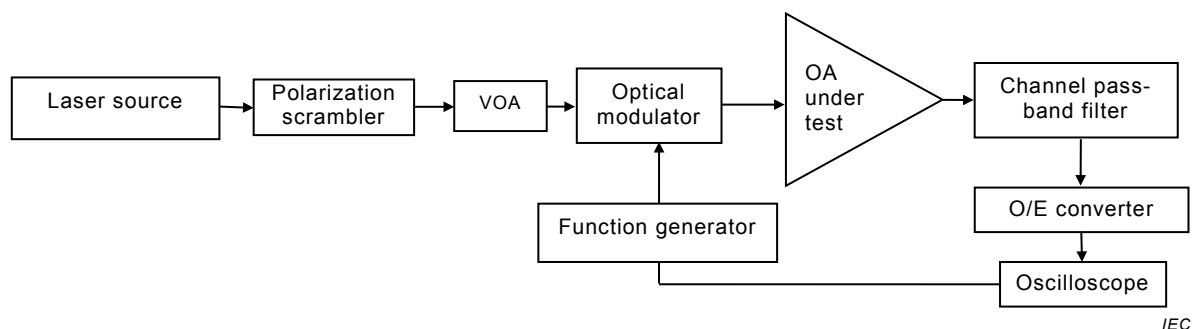 Laser source
Polarization
scrambler
VOA
Optical
modulator
OA
under
test
Channel pass-
band filter
Function generator
O/E converter
Oscilloscope
IEC